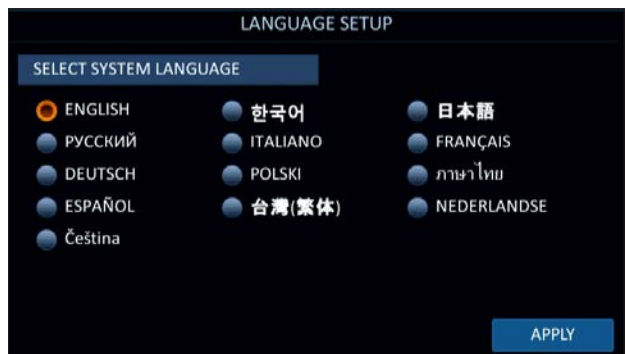 LANGUAGE SETUP
SELECT SYSTEM LANGUAGE
ENGLISH 한국어 日本語
РУССКИЙ ITALIANO FRANÇAIS
DEUTSCH POLSKI ภาษาไทย
ESPAÑOL 台灣(繁体) NEDERLANDSE
Čeština
APPLY